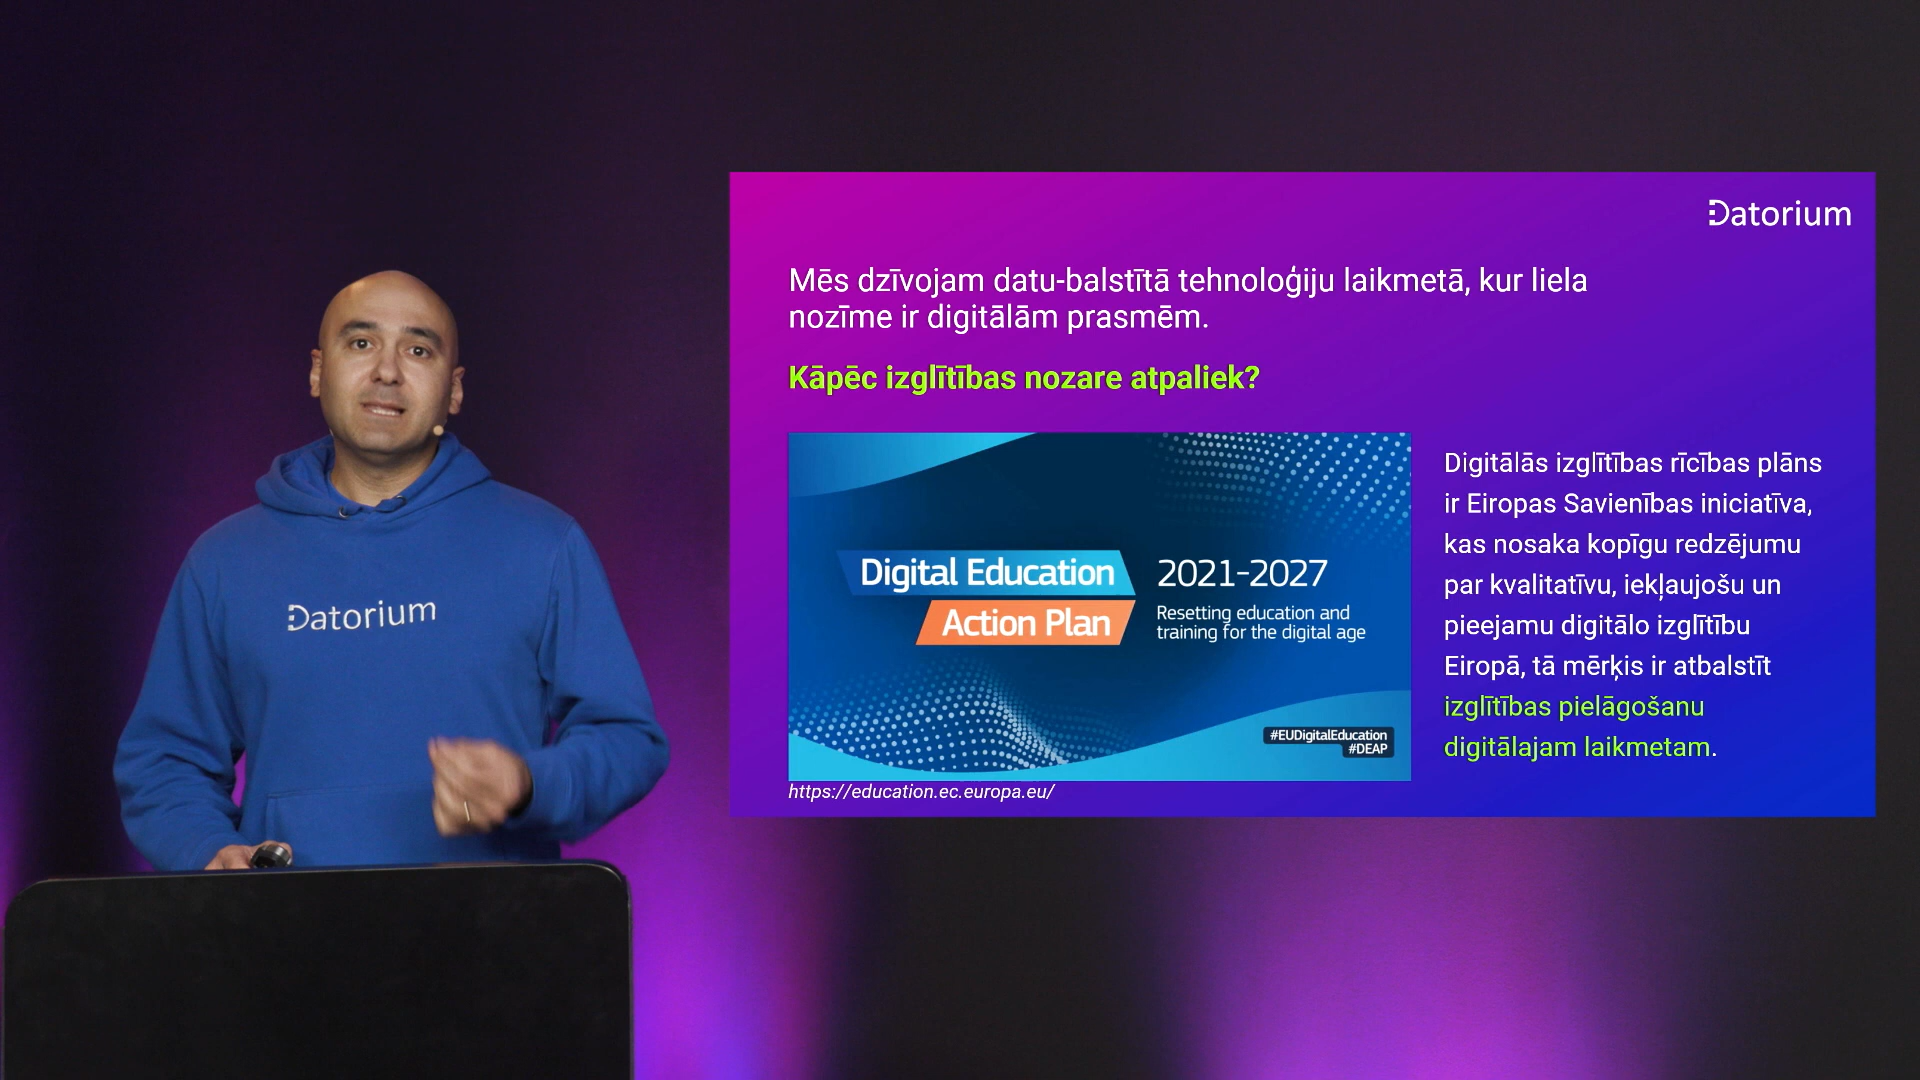 Datorium
Mēs dzīvojam datu-balstītā tehnoloģiju laikmetā, kur liela
nozīme ir digitālām prasmēm.
Kāpēc izglītības nozare atpaliek?
Digital Education
Action Plan
2021-2027
Resetting education and
training for the digital age
#EUDigitalEducation
#DEAP
https://education.ec.europa.eu/
Digitālās izglītības rīcības plāns
ir Eiropas Savienības iniciatīva,
kas nosaka kopīgu redzējumu
par kvalitatīvu, iekļaujošu un
pieejamu digitālo izglītību
Eiropā, tā mērķis ir atbalstīt
izglītības pielāgošanu
digitālajam laikmetam.
Datorium